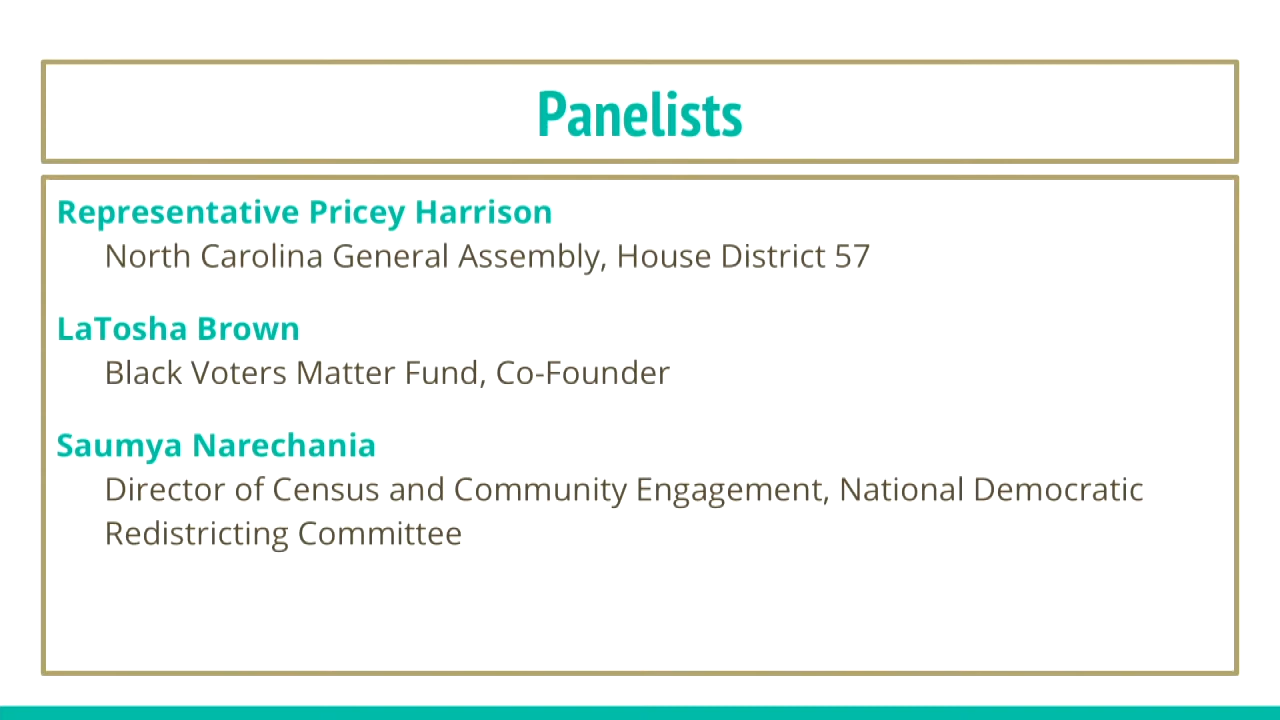 Panelists
Representative Pricey Harrison
North Carolina General Assembly, House District 57
LaTosha Brown
Black Voters Matter Fund, Co-Founder
Saumya Narechania
Director of Census and Community Engagement, National Democratic
Redistricting Committee